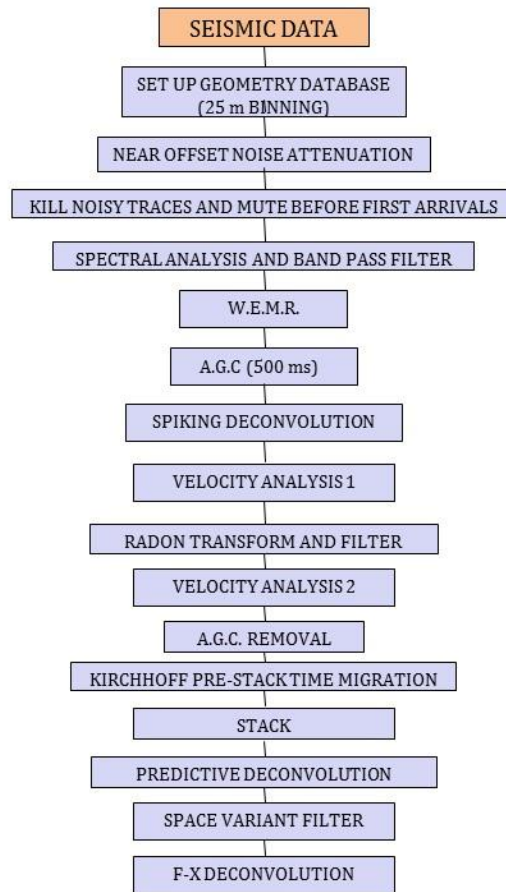 SEISMIC DATA
SET UP GEOMETRY DATABASE
(25 m BINNING)
NEAR OFFSET NOISE ATTENUATION
KILL NOISY TRACES AND MUTE BEFORE FIRST ARRIVALS
SPECTRAL ANALYSIS AND BAND PASS FILTER
W.E.M.R.
A.G.C (500 ms)
SPIKING DECONVOLUTION
VELOCITY ANALYSIS 1
RADON TRANSFORM AND FILTER
VELOCITY ANALYSIS 2
A.G.C. REMOVAL
KIRCHHOFF PRE-STACK TIME MIGRATION
STACK
PREDICTIVE DECONVOLUTION
SPACE VARIANT FILTER
F-X DECONVOLUTION